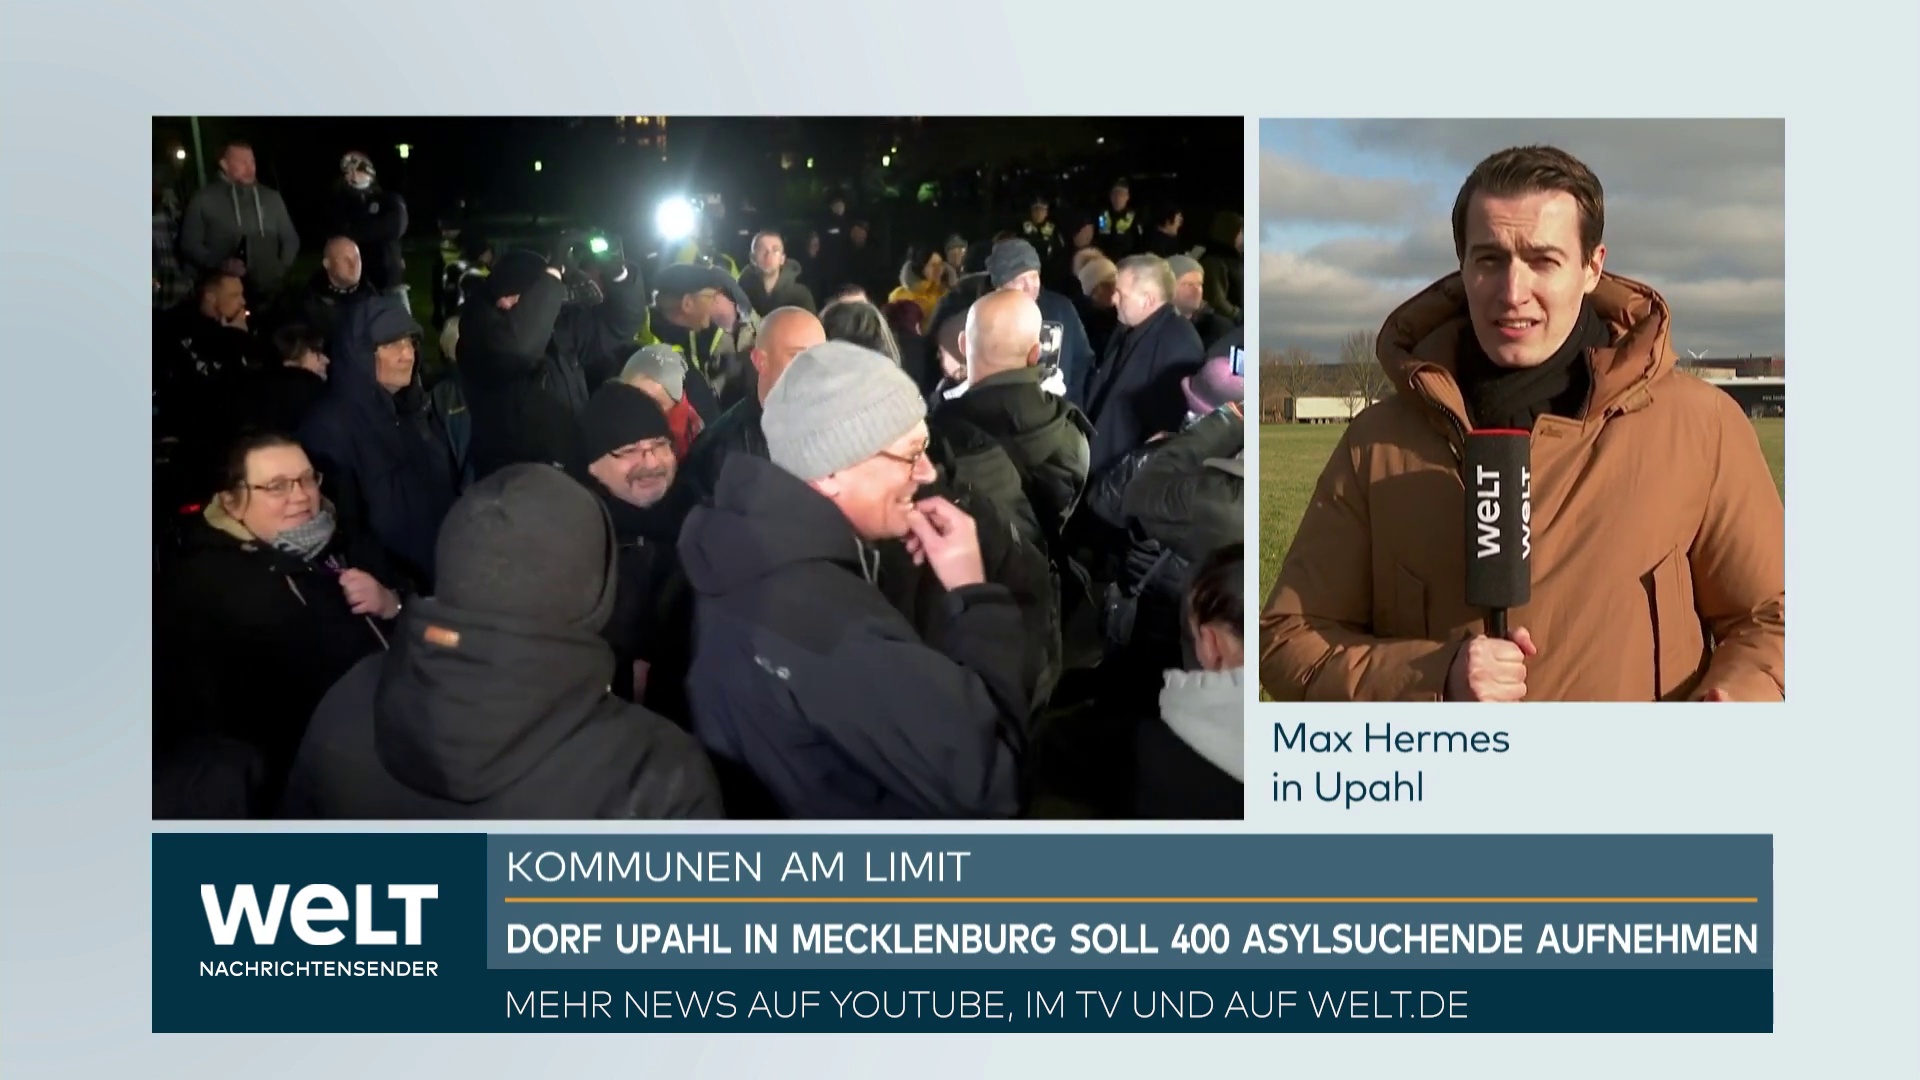 welt
welt
Max Hermes
in Upahl
welt
NACHRICHTENSENDER
KOMMUNEN AM LIMIT
DORF UPAHL IN MECKLENBURG SOLL 400 ASYLSUCHENDE AUFNEHMEN
MEHR NEWS AUF YOUTUBE, IM TV UND AUF WELT.DE